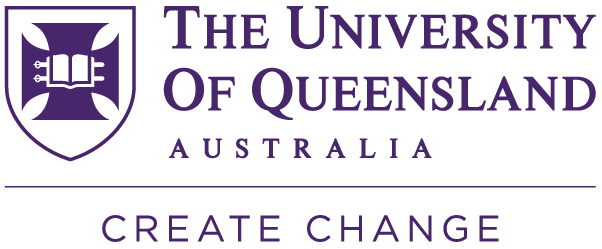 THE UNIVERSITY
OF QUEENSLAND
AUSTRALIA
CREATE CHANGE